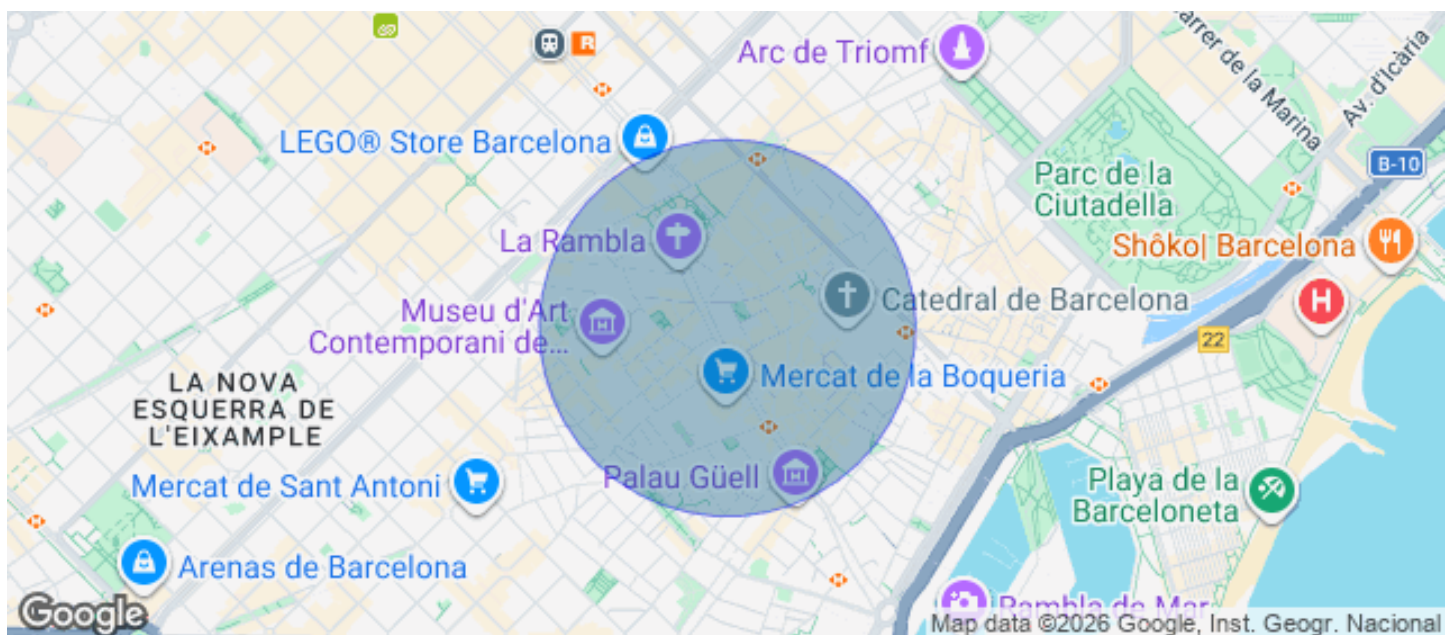 Arc de Triomf
R
Carrer de la Marina
Av. d'Icària
LEGO® Store Barcelona
B-10
Parc de la
Ciutadella
La Rambla
Shôko| Barcelona
Catedral de Barcelona
H
Museu d'Art
Contemporani de...
22
Mercat de la Boqueria
LA NOVA
ESQUERRA DE
L'EIXAMPLE
Mercat de Sant Antoni
Palau Güell
Playa de la
Barceloneta
Arenas de Barcelona
Rambla de Mar
Google
Map data ©2026 Google, Inst. Geogr. Nacional